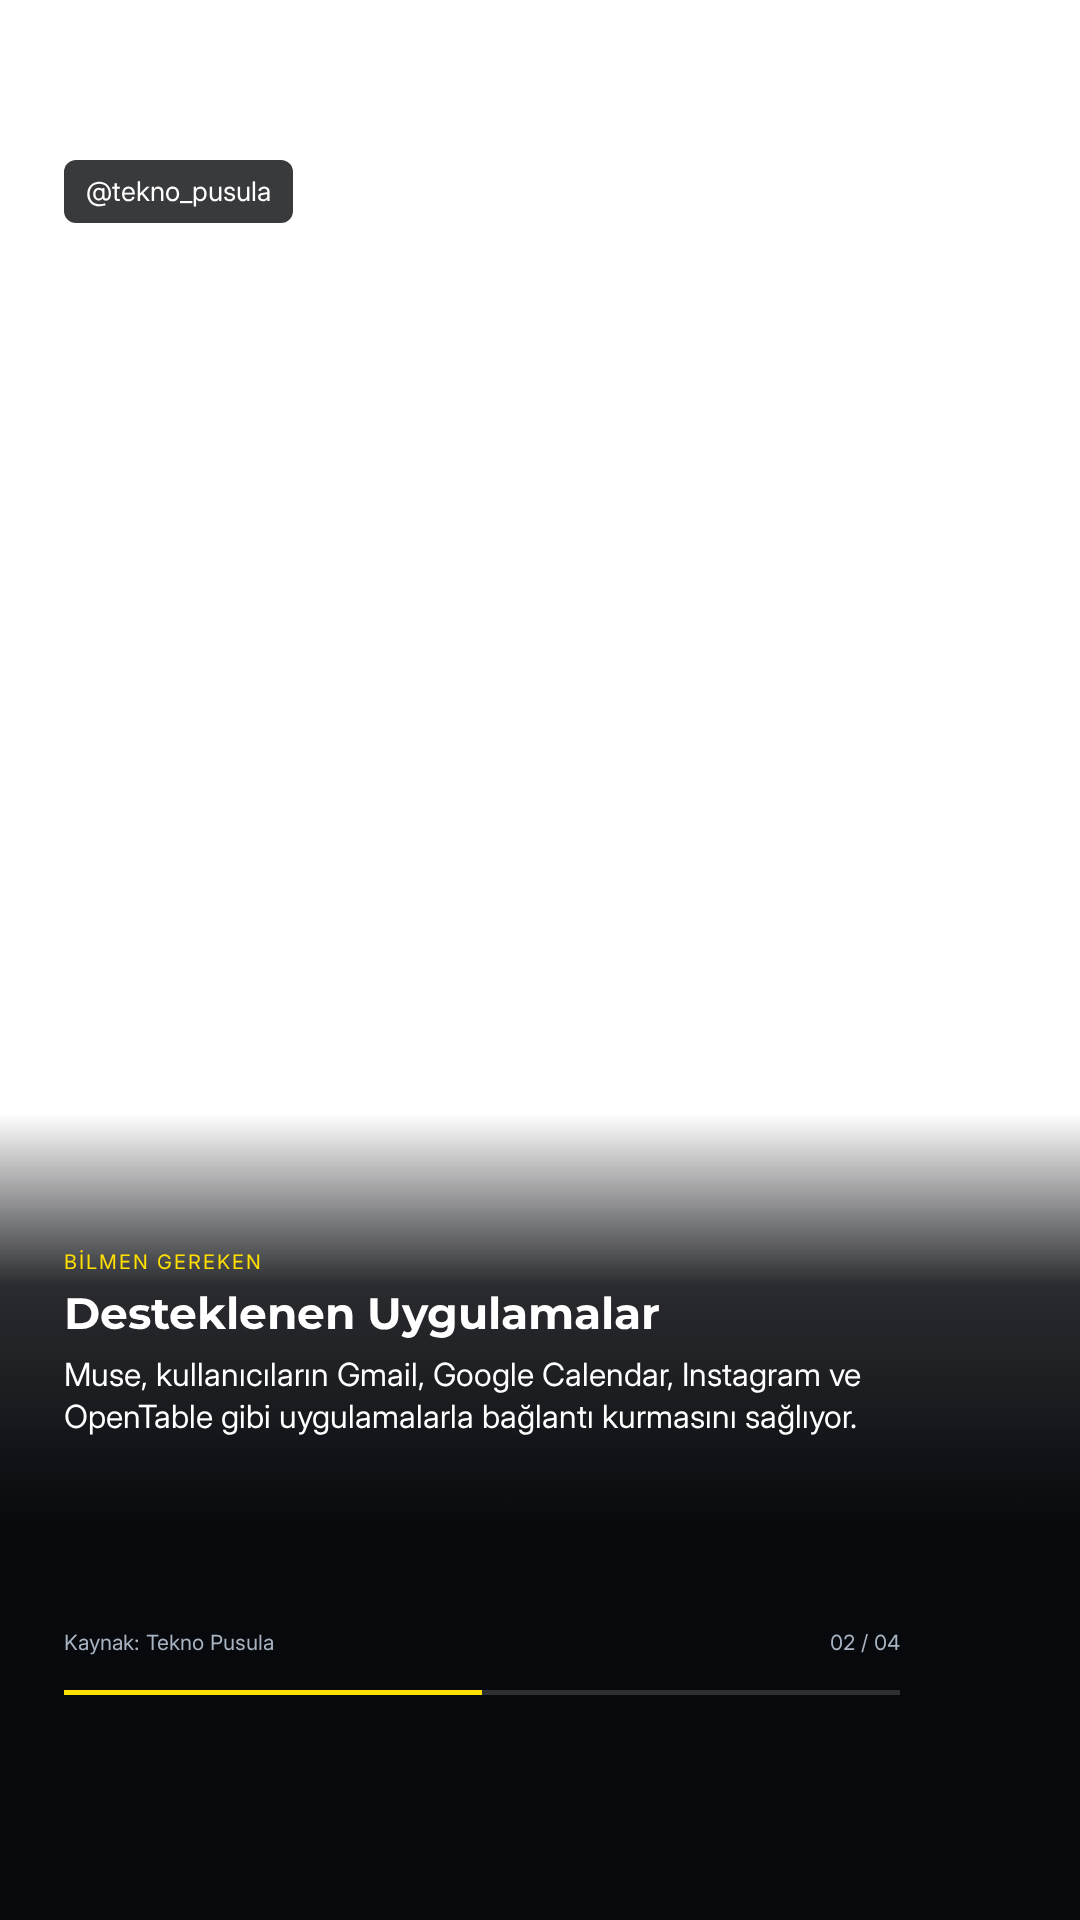 @tekno_pusula
BİLMEN GEREKEN
Desteklenen Uygulamalar
Muse, kullanıcıların Gmail, Google Calendar, Instagram ve
OpenTable gibi uygulamalarla bağlantı kurmasını sağlıyor.
Kaynak: Tekno Pusula
02 / 04